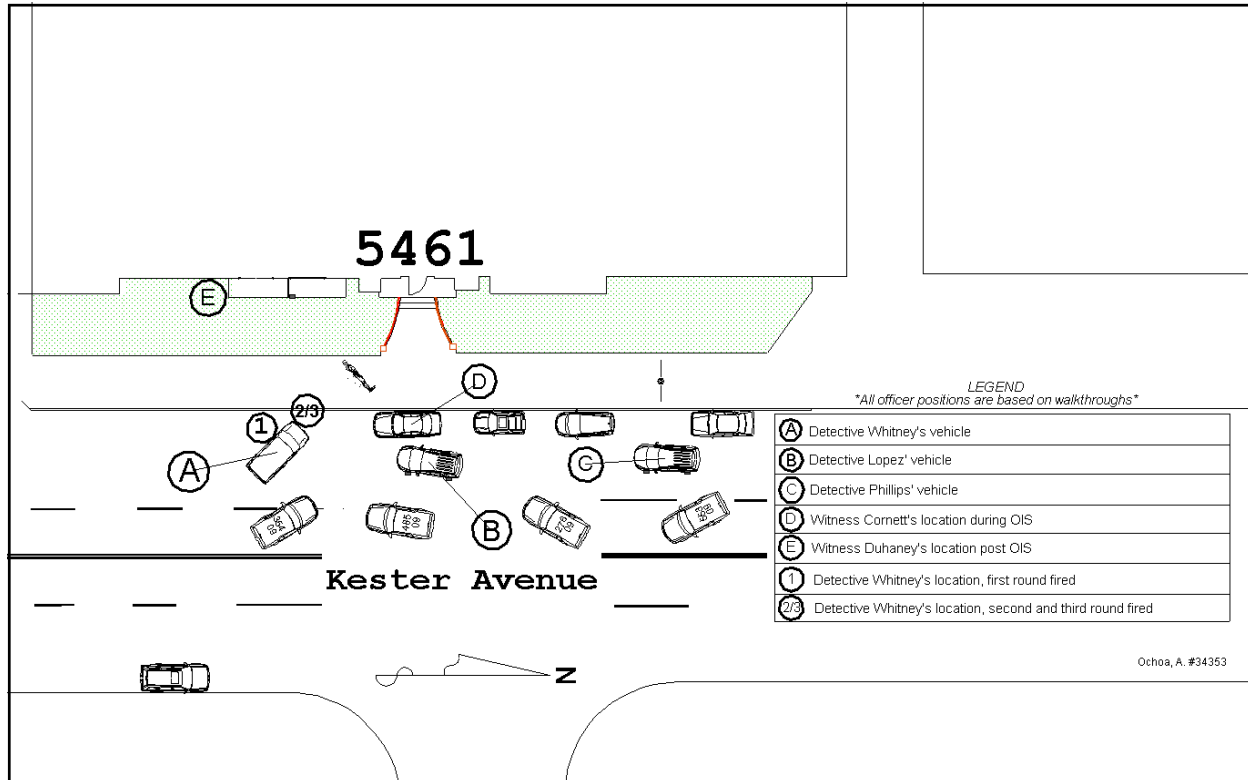 5461
E
D
LEGEND
*All officer positions are based on walkthroughs*
2/3
1
A
C
B
A Detective Whitney's vehicle
B Detective Lopez' vehicle
C Detective Phillips' vehicle
D Witness Cornett's location during OIS
E Witness Duhaney's location post OIS
1 Detective Whitney's location, first round fired
2/3 Detective Whitney's location, second and third round fired
Kester Avenue
N
Ochoa, A. #34353